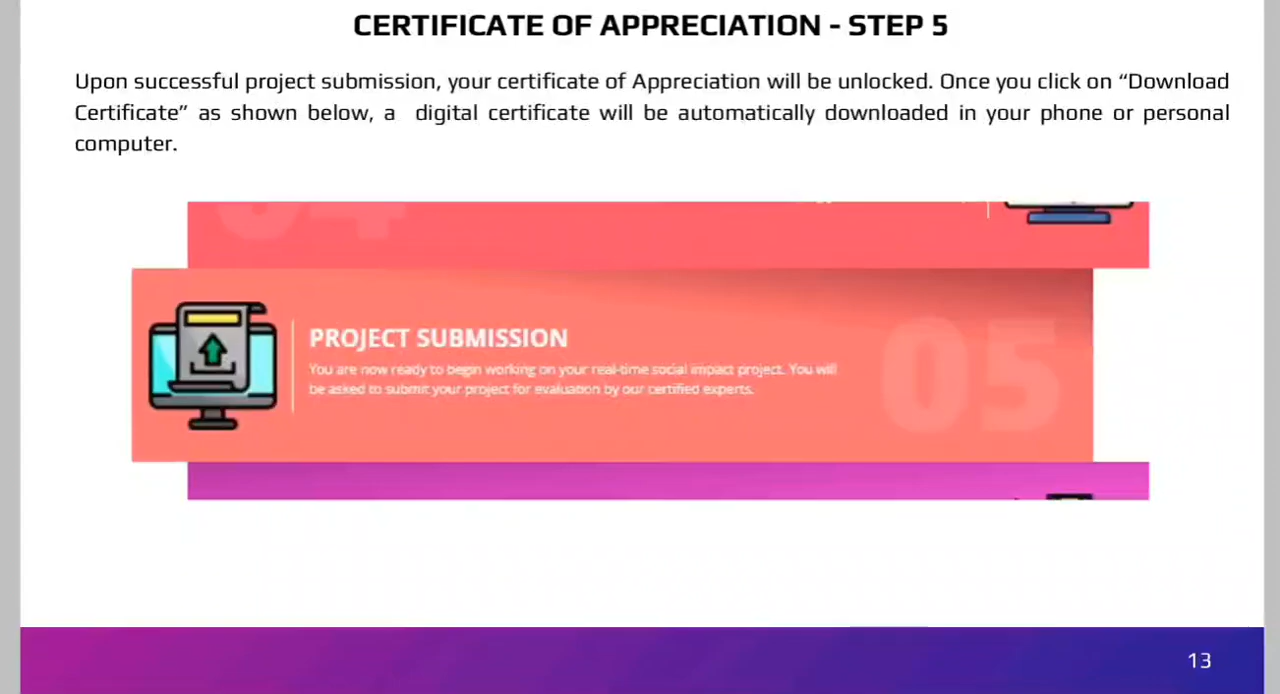 CERTIFICATE OF APPRECIATION - STEP 5
Upon successful project submission, your certificate of Appreciation will be unlocked. Once you click on “Download
Certificate” as shown below, a digital certificate will be automatically downloaded in your phone or personal
computer.
04
PROJECT SUBMISSION
You are now ready to begin working on your real-time social impact project. You will
be asked to submit your project for evaluation by our certified experts.
05
13